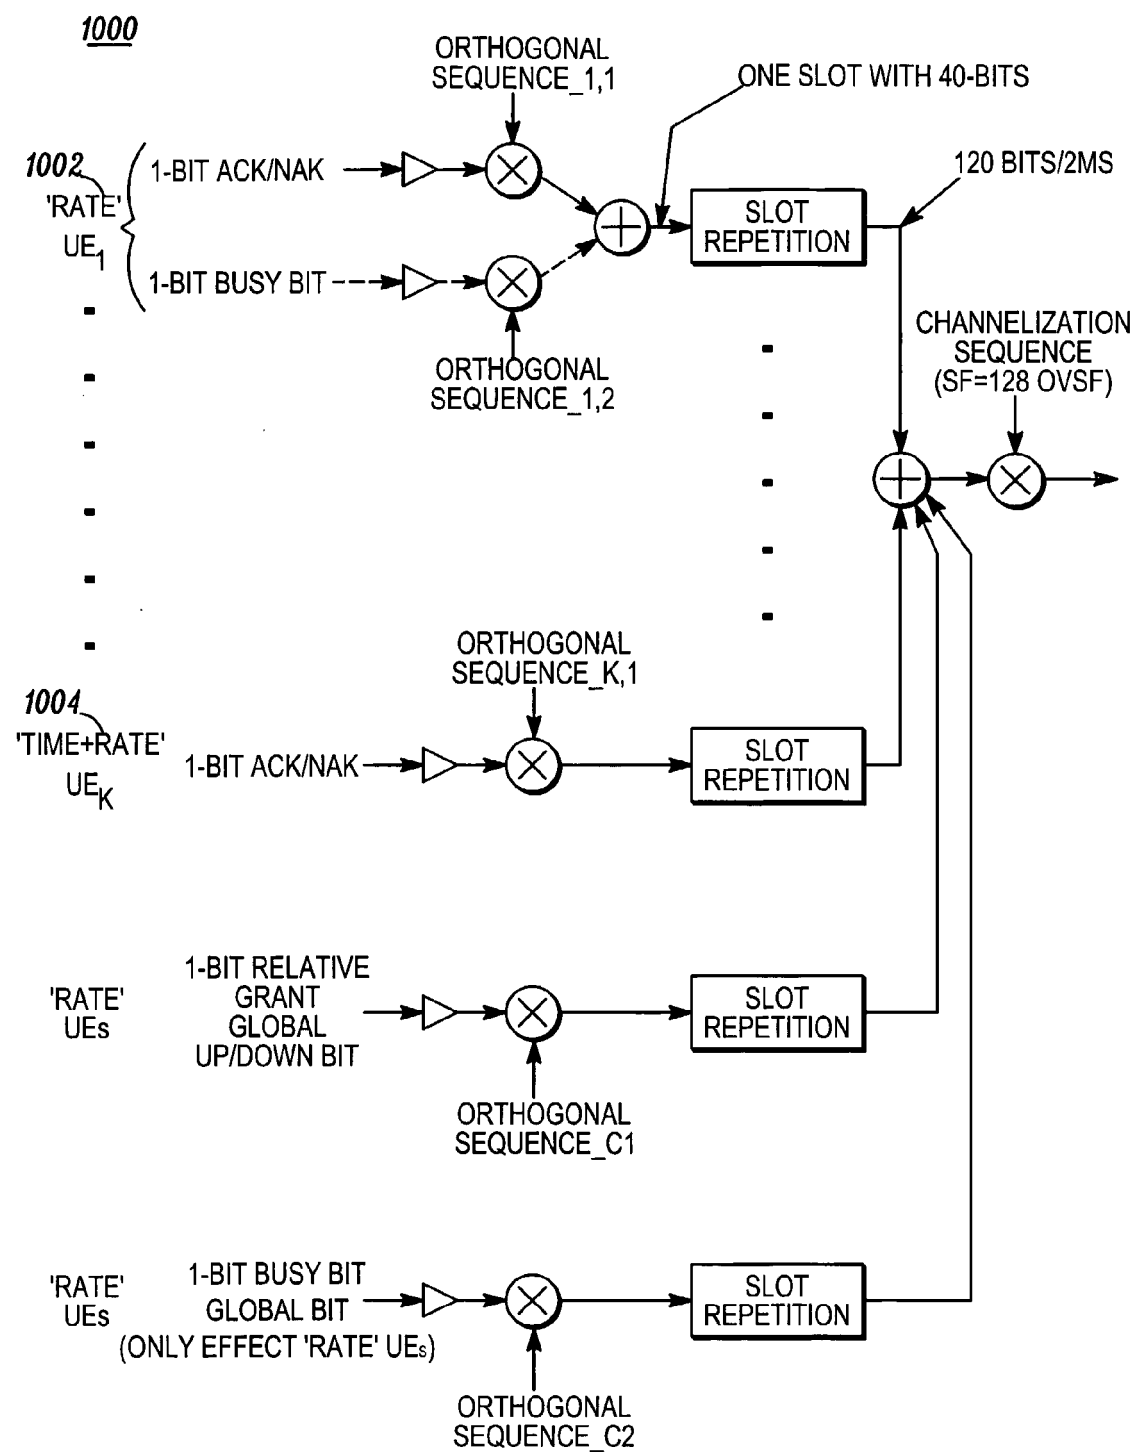 1000
ORTHOGONAL
SEQUENCE_1,1
ONE SLOT WITH 40-BITS
1002
'RATE'
UE1
1-BIT ACK/NAK
SLOT
REPETITION
120 BITS/2MS
1-BIT BUSY BIT
ORTHOGONAL
SEQUENCE_1,2
CHANNELIZATION
SEQUENCE
(SF=128 OVSF)
ORTHOGONAL
SEQUENCE_K,1
1004
'TIME+RATE'
UEK
1-BIT ACK/NAK
SLOT
REPETITION
'RATE'
UEs
1-BIT RELATIVE
GRANT
GLOBAL
UP/DOWN BIT
SLOT
REPETITION
ORTHOGONAL
SEQUENCE_C1
'RATE'
UEs
1-BIT BUSY BIT
GLOBAL BIT
(ONLY EFFECT 'RATE' UEs)
SLOT
REPETITION
ORTHOGONAL
SEQUENCE_C2